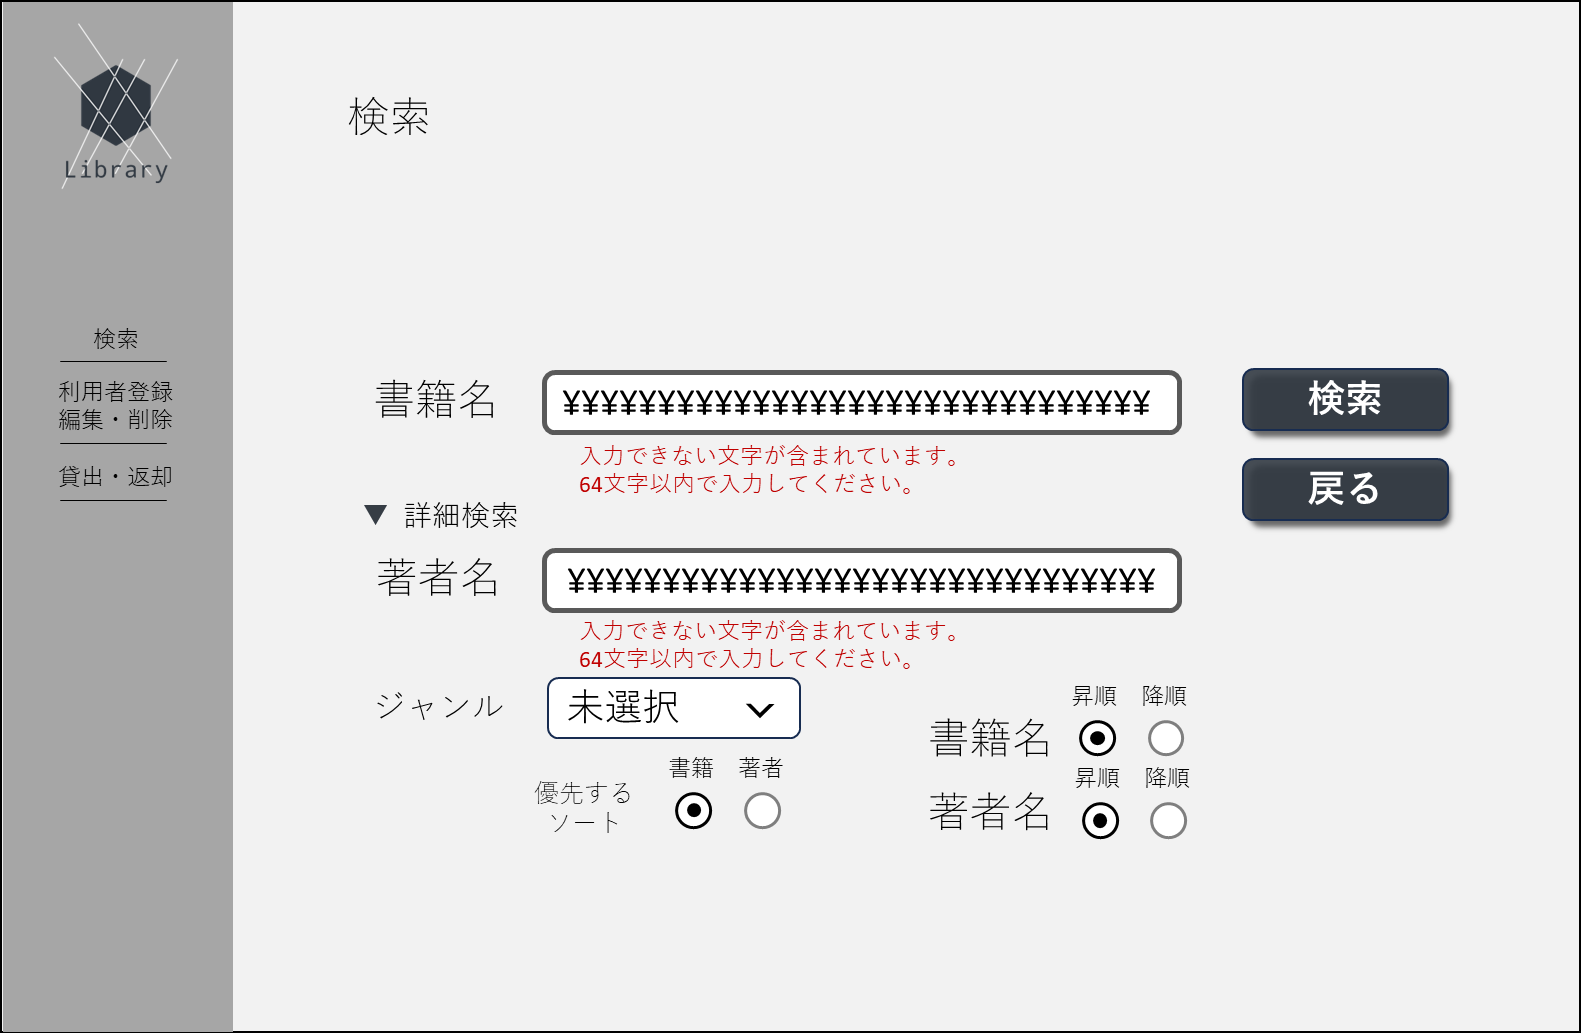 Library
検索
検索
利用者登録
編集・削除
貸出・返却
書籍名
¥¥¥¥¥¥¥¥¥¥¥¥¥¥¥¥¥¥¥¥¥¥¥¥¥¥¥¥¥¥¥
検索
入力できない文字が含まれています。
64文字以内で入力してください。
戻る
▼ 詳細検索
著者名
¥¥¥¥¥¥¥¥¥¥¥¥¥¥¥¥¥¥¥¥¥¥¥¥¥¥¥¥¥¥¥
入力できない文字が含まれています。
64文字以内で入力してください。
ジャンル
未選択
昇順 降順
書籍名
書籍 著者
優先する
ソート
昇順 降順
著者名